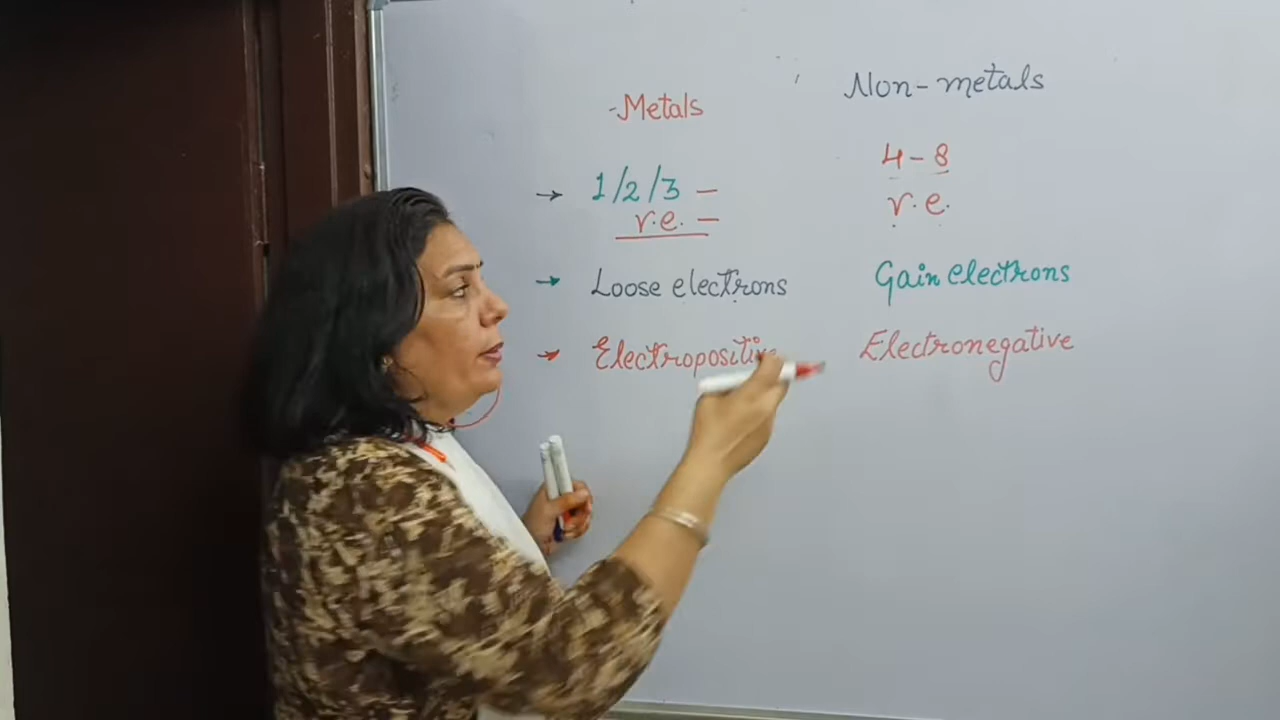 Metals
Non-metals
1/2/3 -
v.e. -
4-8
v.e.
Loose electrons
Gain electrons
Electropositive
Electronegative